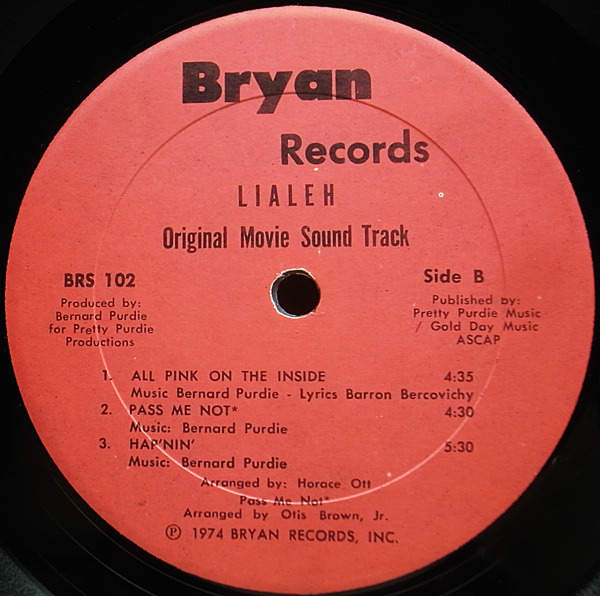 Bryan
Records
LIALEH
Original Movie Sound Track
BRS 102
Side B
Produced by:
Bernard Purdie
for Pretty Purdie
Productions
Published by:
Pretty Purdie Music
/ Gold Day Music
ASCAP
1. ALL PINK ON THE INSIDE 4:35
Music Bernard Purdie - Lyrics Barron Bercovichy
2. PASS ME NOT* 4:30
Music: Bernard Purdie
3. HAP'NIN' 5:30
Music: Bernard Purdie
Arranged by: Horace Ott
Pass Me Not*
Arranged by Otis Brown, Jr.
℗ 1974 BRYAN RECORDS, INC.